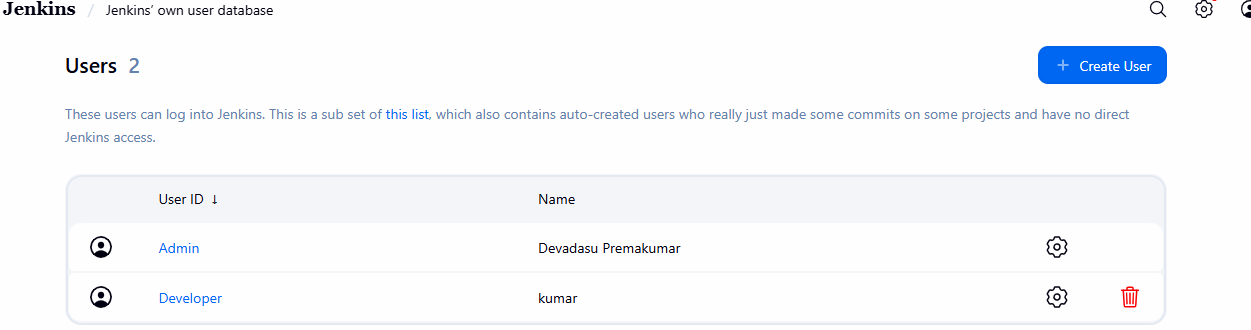 Jenkins / Jenkins’ own user database
Users 2
+ Create User
These users can log into Jenkins. This is a sub set of this list, which also contains auto-created users who really just made some commits on some projects and have no direct
Jenkins access.
User ID ↓ Name
Admin Devadasu Premakumar
Developer kumar